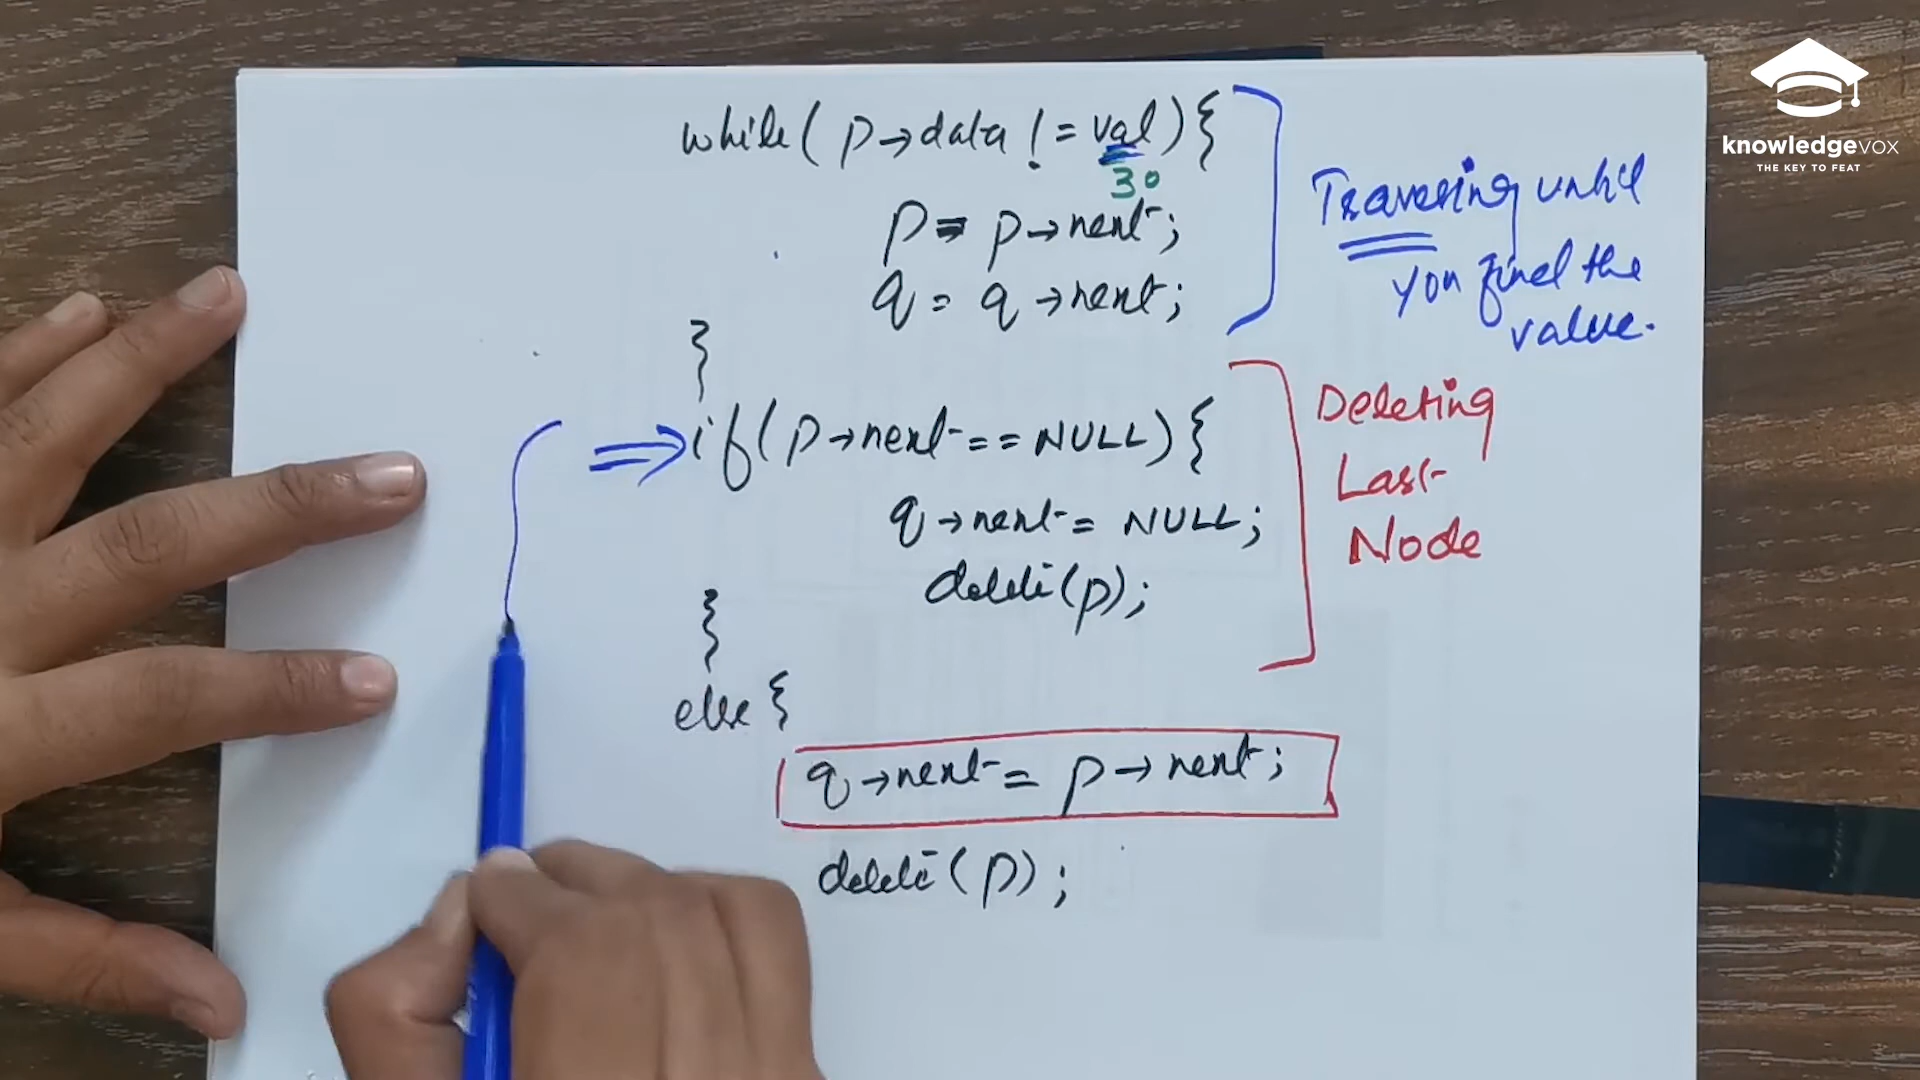 while(p→data != val){
30
p = p→next;
q = q→next;
}
Traversing until
you find the
value.
if(p→next == NULL){
q→next = NULL;
delete(p);
}
Deleting
Last
Node
else{
q→next = p→next;
delete(p);
knowledgevox
THE KEY TO FEAT